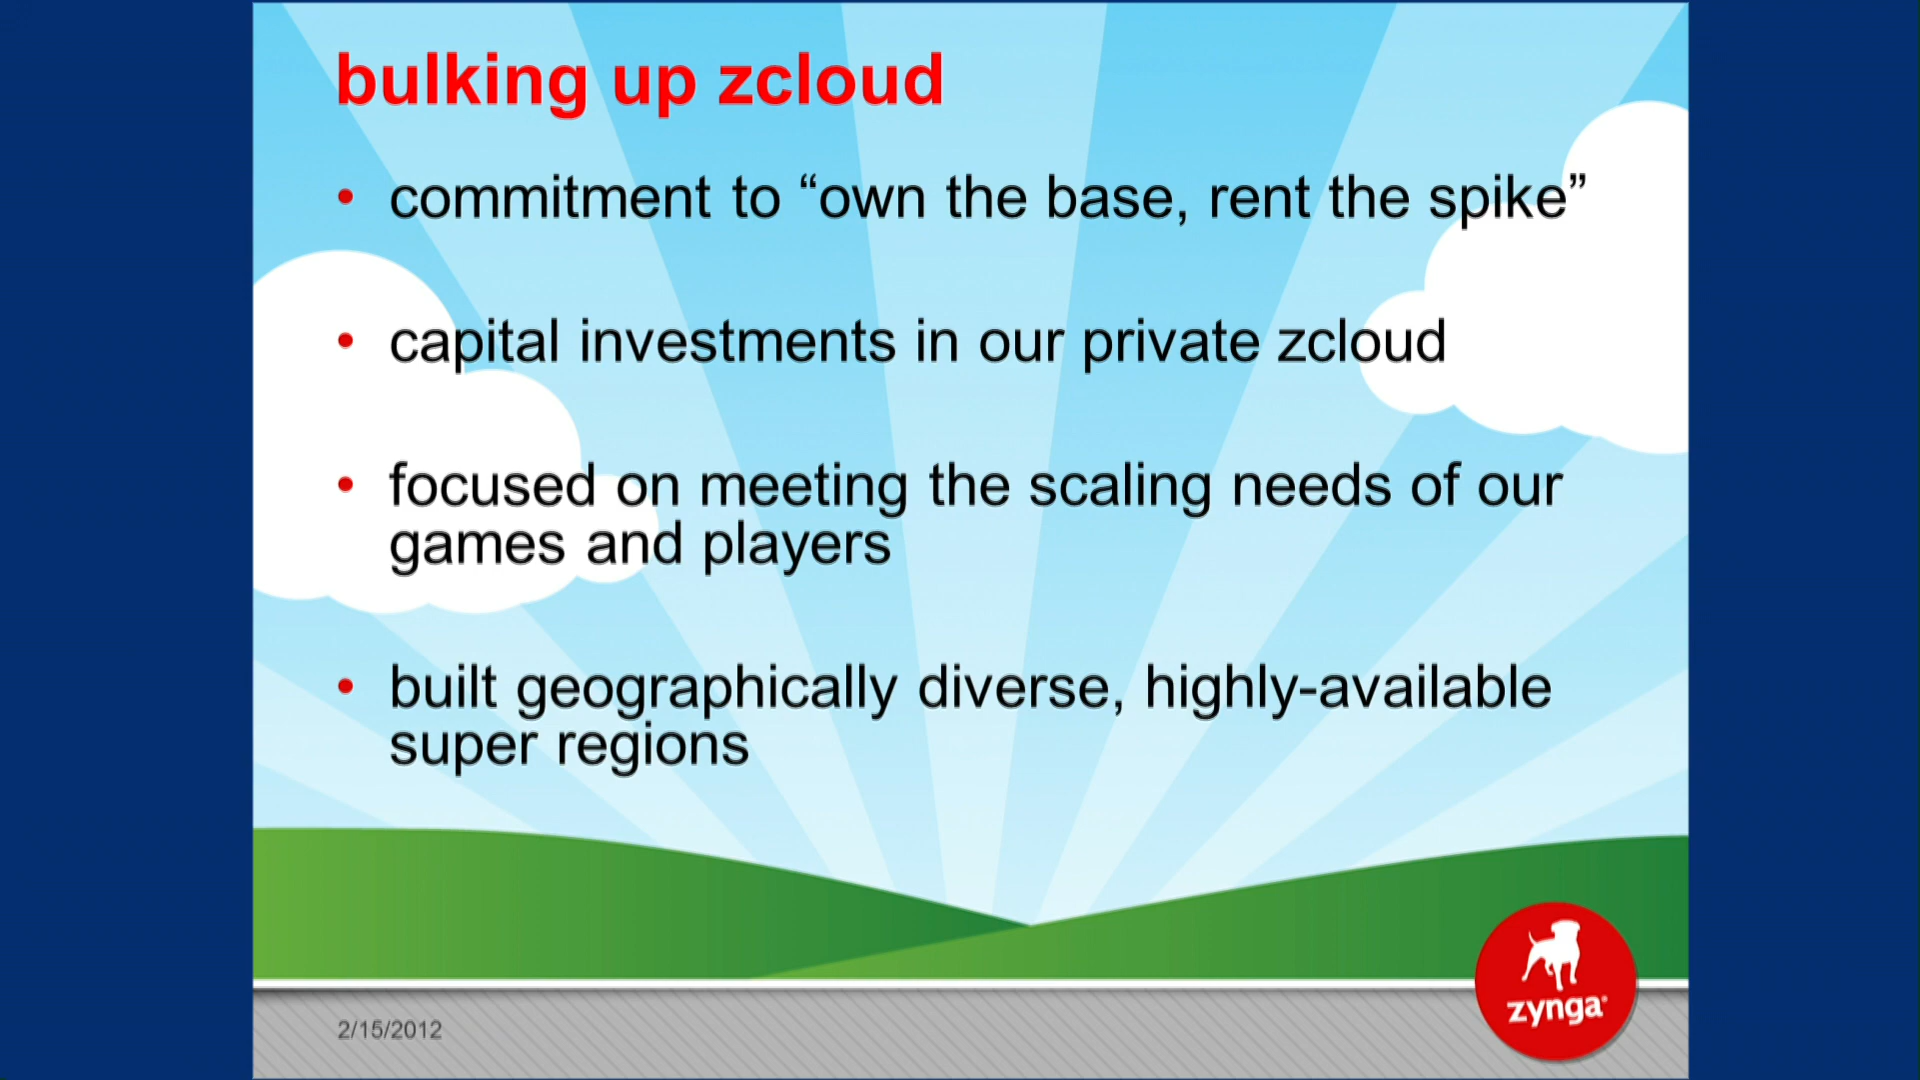 bulking up zcloud
• commitment to “own the base, rent the spike”
• capital investments in our private zcloud
• focused on meeting the scaling needs of our
games and players
• built geographically diverse, highly-available
super regions
zynga
2/15/2012